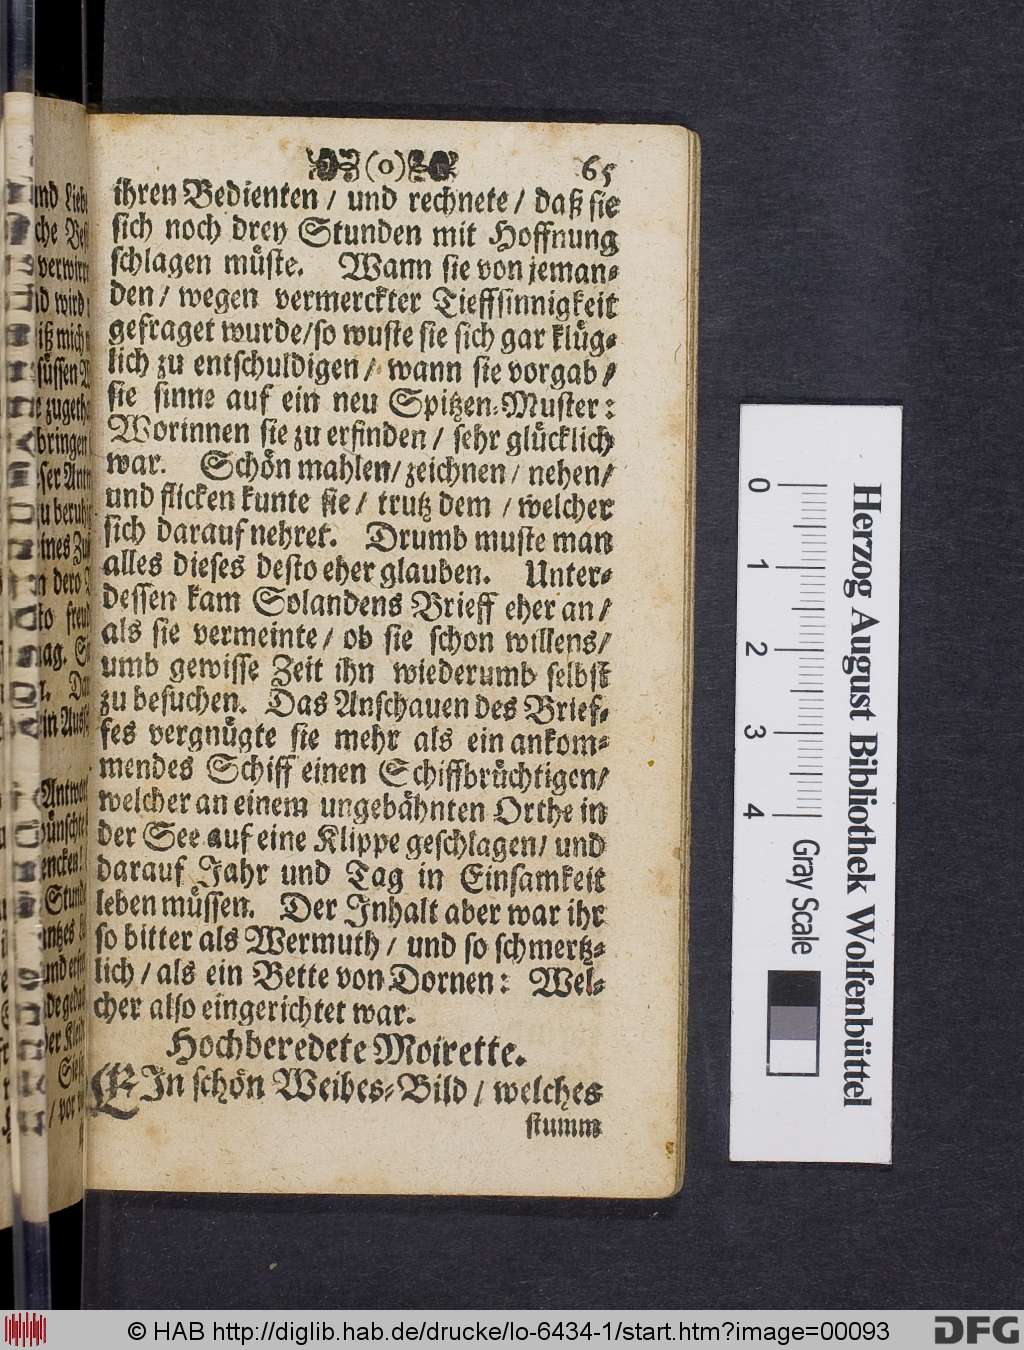 (o) 65
ihren Bedienten / und rechnete / daß sie
sich noch drey Stunden mit Hoffnung
schlagen müste. Wann sie von jeman-
den / wegen vermerckter Tieffsinnigkeit
gefraget wurde/so wuste sie sich gar klüg-
lich zu entschuldigen / wann sie vorgab /
sie sinne auf ein neu Spitzen-Muster:
Worinnen sie zu erfinden / sehr glücklich
war. Schön mahlen/ zeichnen / nehen/
und flicken kunte sie / trutz dem / welcher
sich darauf nehret. Drumb muste man
alles dieses desto eher glauben. Unter-
dessen kam Solandens Brieff eher an /
als sie vermeinte / ob sie schon willens/
umb gewisse Zeit ihn wiederumb selbst
zu besuchen. Das Anschauen des Brief-
fes vergnügte sie mehr als ein ankom-
mendes Schiff einen Schiffbrüchtigen/
welcher an einem ungebähnten Orthe in
der See auf eine Klippe geschlagen/ und
darauf Jahr und Tag in Einsamkeit
leben müssen. Der Inhalt aber war ihr
so bitter als Wermuth / und so schmertz-
lich / als ein Bette von Dornen: Wel-
cher also eingerichtet war.
Hochberedete Moirette.
EIn schön Weibes-Bild / welches
stumm
0
1
2
3
4
Gray Scale
Herzog August Bibliothek Wolfenbüttel
© HAB http://diglib.hab.de/drucke/lo-6434-1/start.htm?image=00093
DFG